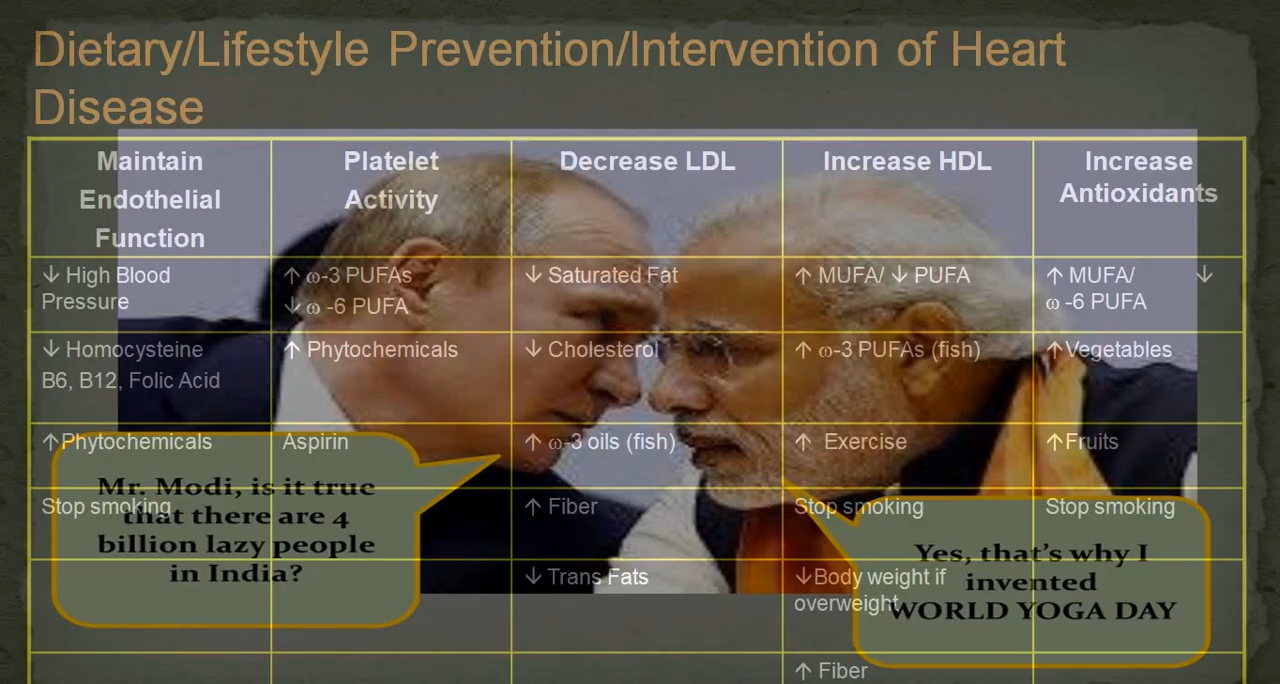 Dietary/Lifestyle Prevention/Intervention of Heart
Disease
Maintain
Endothelial
Function
Platelet
Activity
Decrease LDL
Increase HDL
Increase
Antioxidants
↓ High Blood
Pressure
↑ ω-3 PUFAs
↓ ω -6 PUFA
↓ Saturated Fat
↑ MUFA/ ↓ PUFA
↑ MUFA/ ↓
ω -6 PUFA
↓ Homocysteine
B6, B12, Folic Acid
↑ Phytochemicals
↓ Cholesterol
↑ ω-3 PUFAs (fish)
↑Vegetables
↑Phytochemicals
Aspirin
↑ ω-3 oils (fish)
↑ Exercise
↑Fruits
Stop smoking
↑ Fiber
Stop smoking
Stop smoking
↓ Trans Fats
↓Body weight if
overweight
↑ Fiber
Mr. Modi, is it true
that there are 4
billion lazy people
in India?
Yes, that's why I
invented
WORLD YOGA DAY